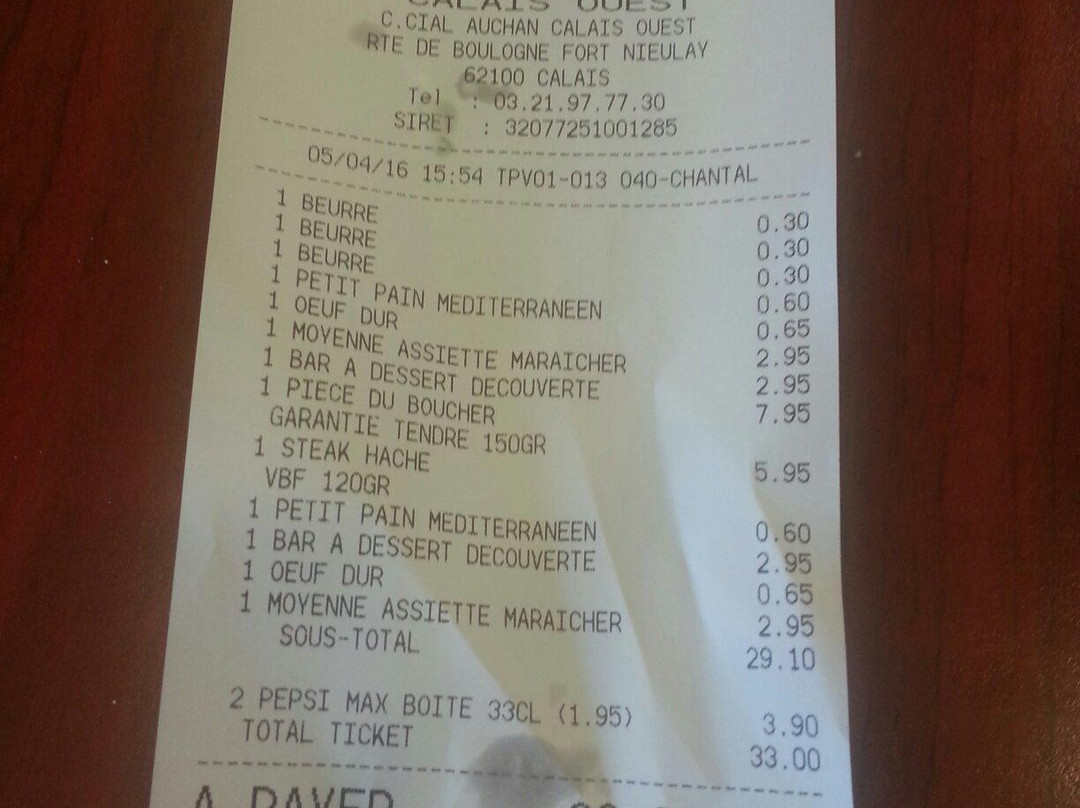 CALAIS OUEST
C.CIAL AUCHAN CALAIS OUEST
RTE DE BOULOGNE FORT NIEULAY
62100 CALAIS
Tel : 03.21.97.77.30
SIRET : 32077251001285
05/04/16 15:54 TPV01-013 040-CHANTAL
1 BEURRE 0.30
1 BEURRE 0.30
1 BEURRE 0.30
1 PETIT PAIN MEDITERRANEEN 0.60
1 OEUF DUR 0.65
1 MOYENNE ASSIETTE MARAICHER 2.95
1 BAR A DESSERT DECOUVERTE 2.95
1 PIECE DU BOUCHER 7.95
GARANTIE TENDRE 150GR
1 STEAK HACHE 5.95
VBF 120GR
1 PETIT PAIN MEDITERRANEEN 0.60
1 BAR A DESSERT DECOUVERTE 2.95
1 OEUF DUR 0.65
1 MOYENNE ASSIETTE MARAICHER 2.95
SOUS-TOTAL 29.10
2 PEPSI MAX BOITE 33CL (1.95) 3.90
TOTAL TICKET 33.00
A PAYER